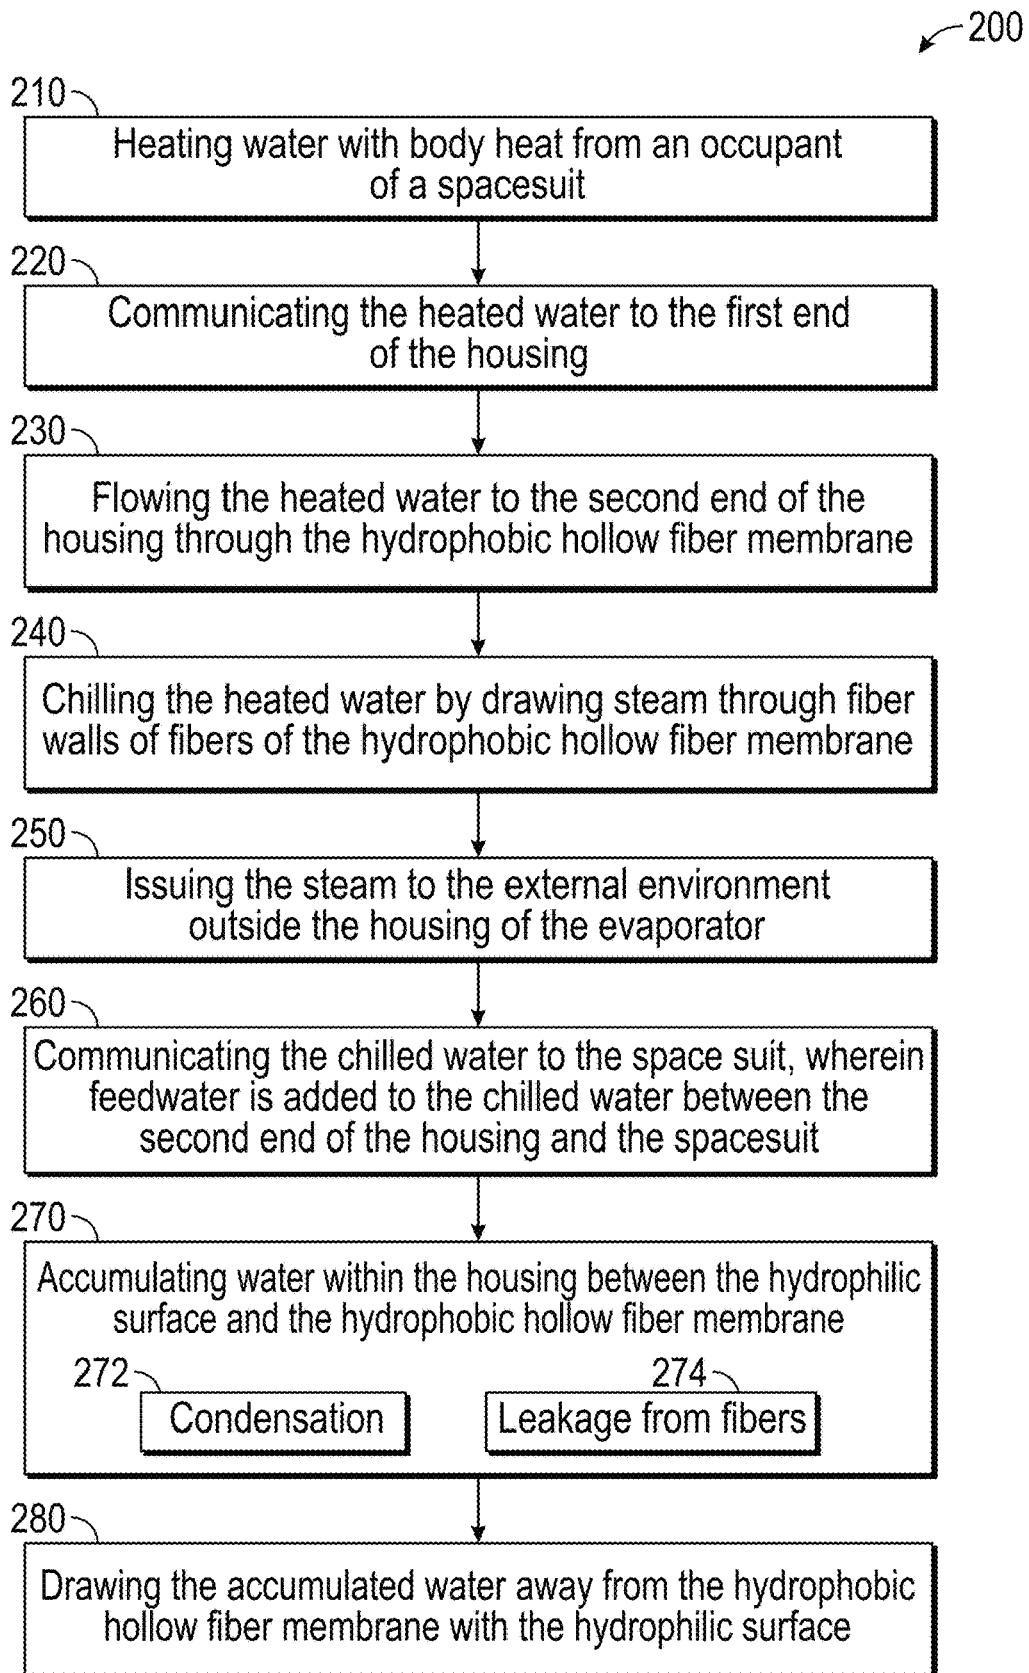 200
210
Heating water with body heat from an occupant
of a spacesuit
220
Communicating the heated water to the first end
of the housing
230
Flowing the heated water to the second end of the
housing through the hydrophobic hollow fiber membrane
240
Chilling the heated water by drawing steam through fiber
walls of fibers of the hydrophobic hollow fiber membrane
250
Issuing the steam to the external environment
outside the housing of the evaporator
260
Communicating the chilled water to the space suit, wherein
feedwater is added to the chilled water between the
second end of the housing and the spacesuit
270
Accumulating water within the housing between the hydrophilic
surface and the hydrophobic hollow fiber membrane
272
Condensation
274
Leakage from fibers
280
Drawing the accumulated water away from the hydrophobic
hollow fiber membrane with the hydrophilic surface